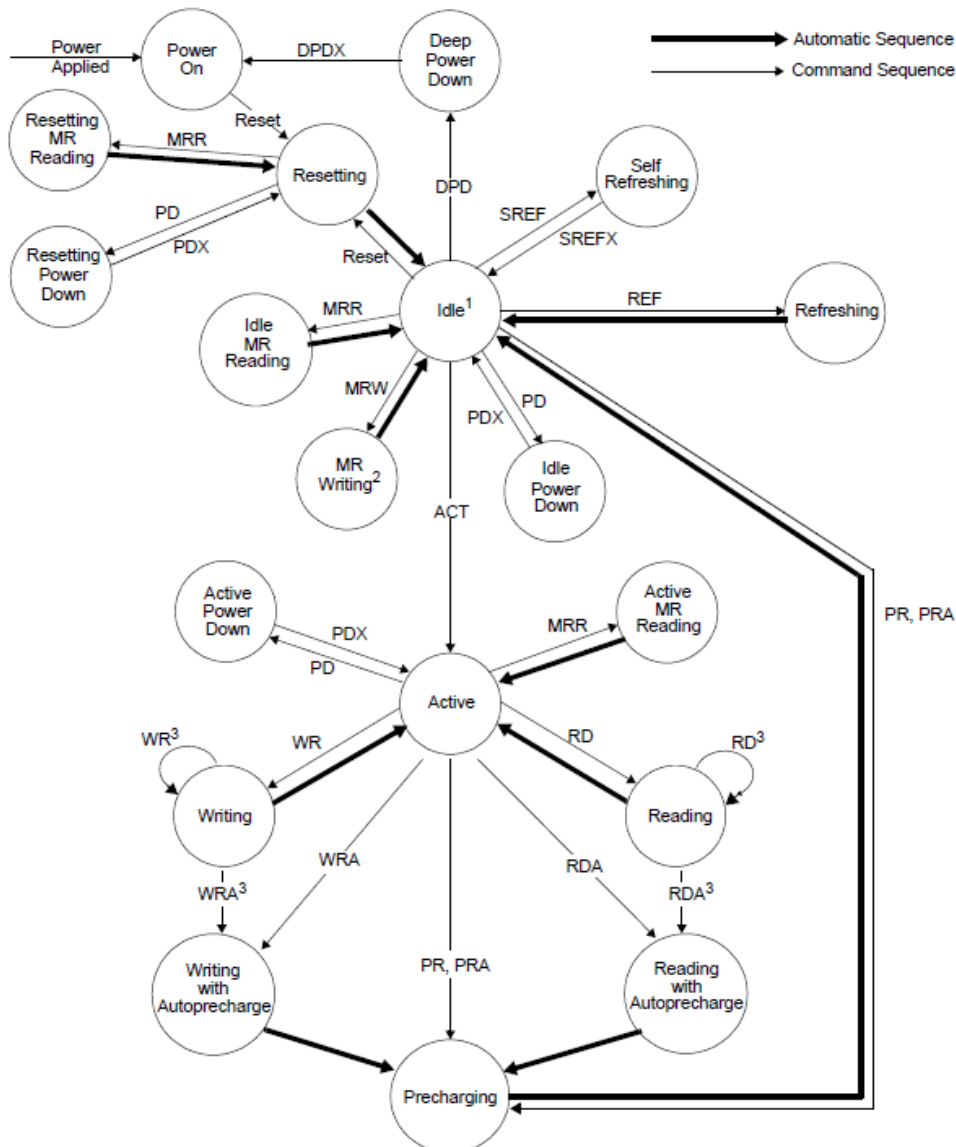 Power
Applied
Power
On
DPDX
Deep
Power
Down
Automatic Sequence
Command Sequence
Reset
Resetting
MR
Reading
MRR
Resetting
DPD
Self
Refreshing
SREF
SREFX
PD
PDX
Resetting
Power
Down
Reset
Idle¹
REF
Refreshing
MRR
Idle
MR
Reading
MRW
PD
PDX
MR
Writing²
Idle
Power
Down
ACT
Active
Power
Down
PDX
PD
MRR
Active
MR
Reading
PR, PRA
Active
WR³
WR
RD
RD³
Writing
Reading
WRA³
WRA
RDA
RDA³
Writing
with
Autoprecharge
PR, PRA
Reading
with
Autoprecharge
Precharging